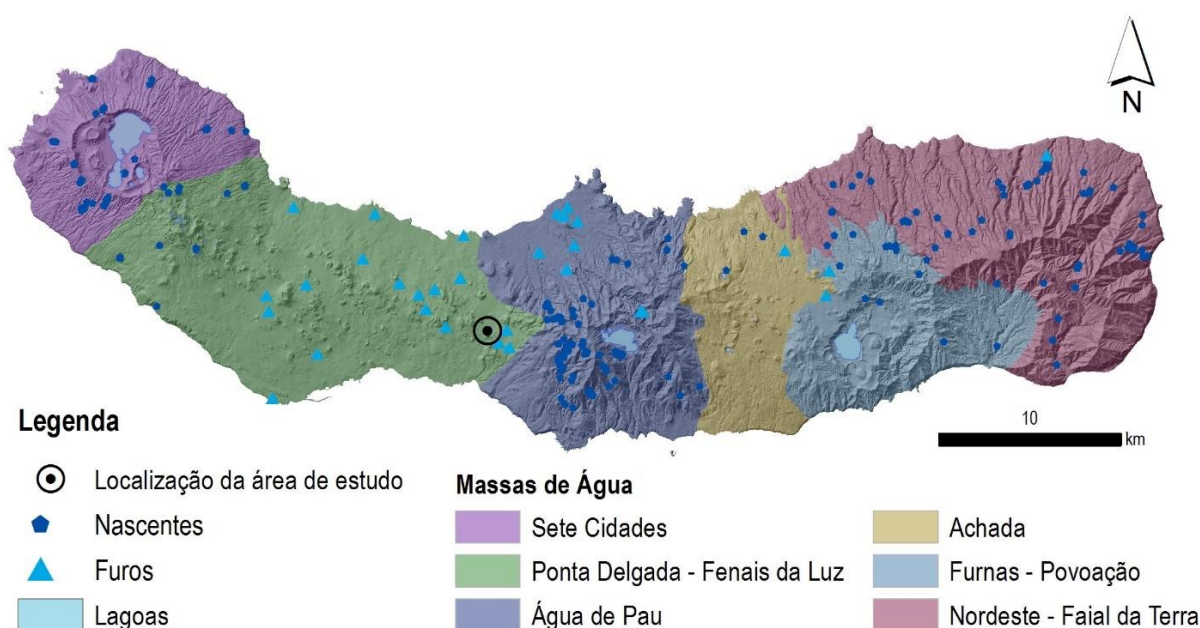 N
10
km
Legenda
Localização da área de estudo
Nascentes
Furos
Lagoas
Massas de Água
Sete Cidades
Ponta Delgada - Fenais da Luz
Água de Pau
Achada
Furnas - Povoação
Nordeste - Faial da Terra